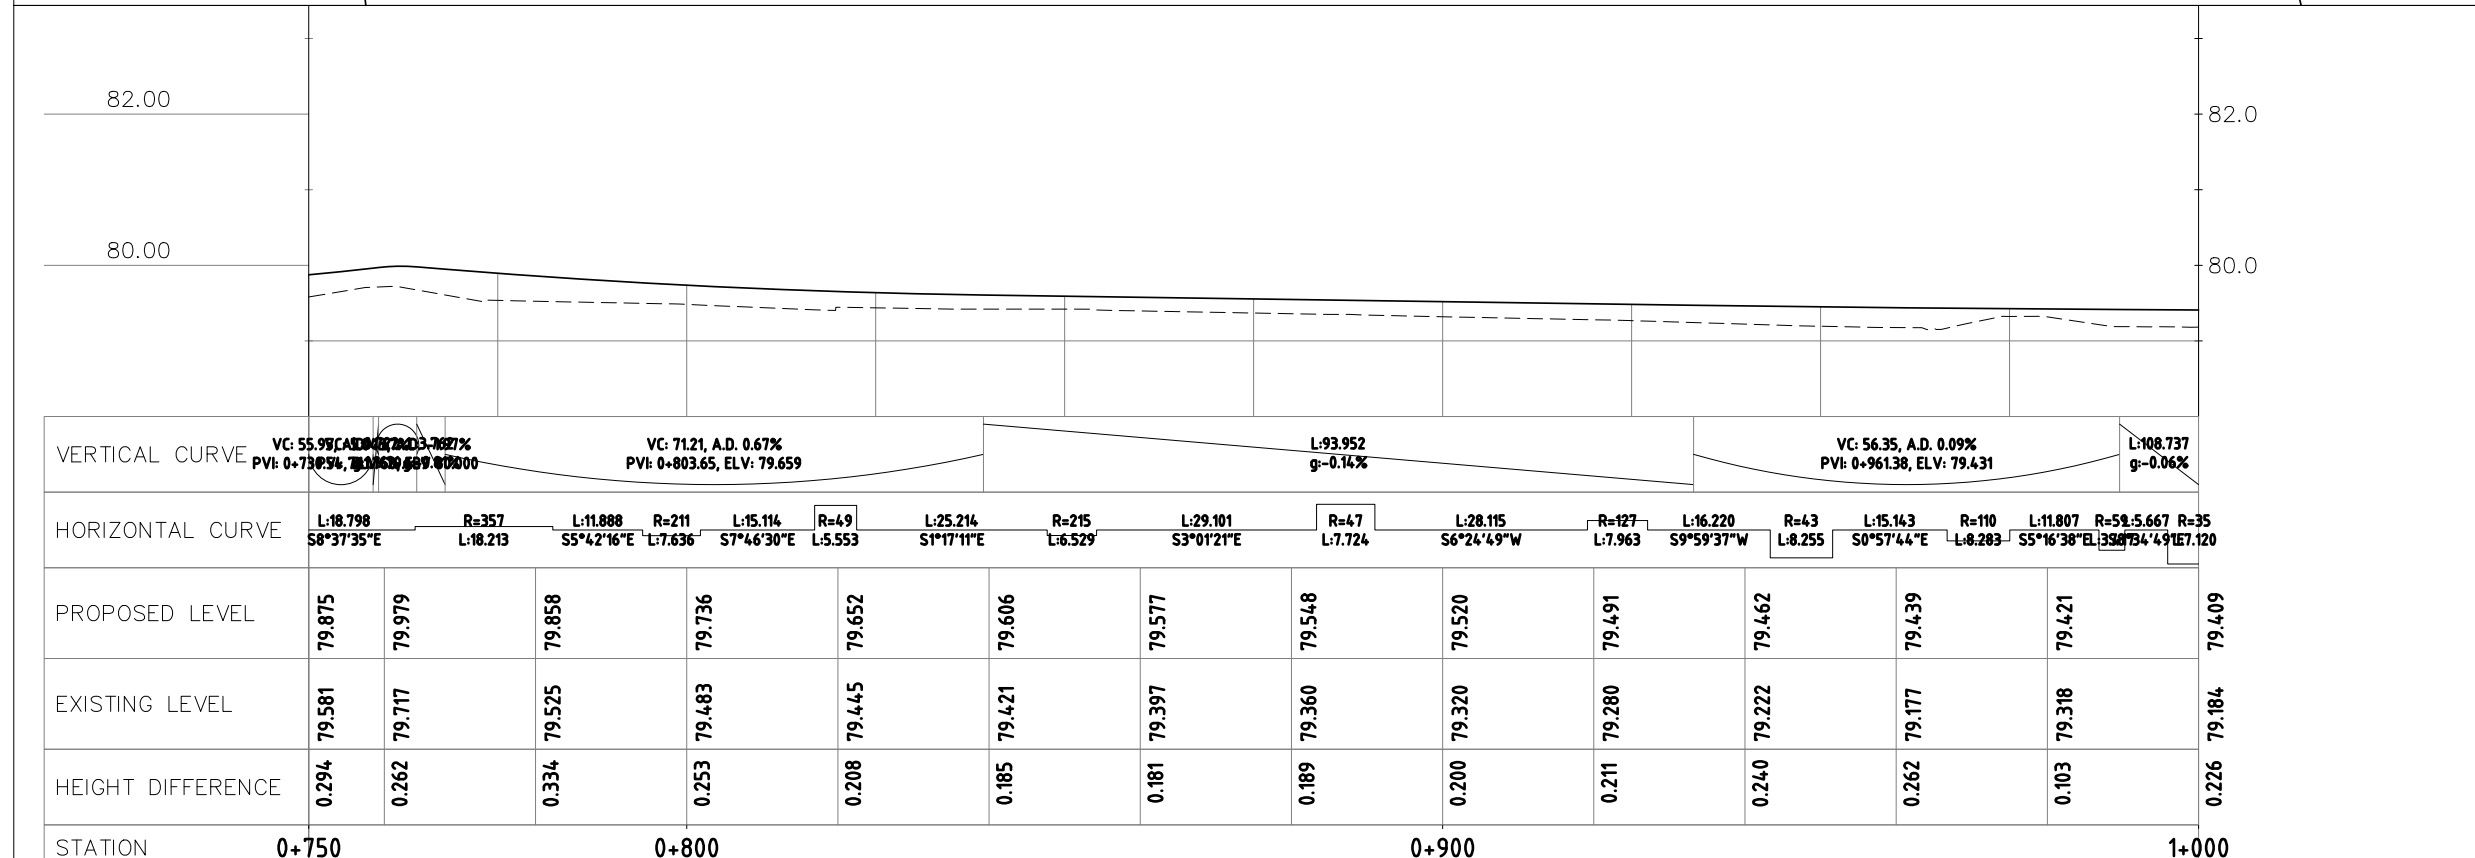 82.00
82.0
80.00
80.0
VERTICAL CURVE
VC: 71.21, A.D. 0.67%
PVI: 0+803.65, ELV: 79.659
L:93.952
g:-0.14%
VC: 56.35, A.D. 0.09%
PVI: 0+961.38, ELV: 79.431
L:108.737
g:-0.06%
HORIZONTAL CURVE
L:18.798 R=357 L:11.888 R=211 L:15.114 R=49 L:25.214 R=215 L:29.101 R=47 L:28.115 R=127 L:16.220 R=43 L:15.143 R=110 L:11.807 R=59 L:5.667 R=35
S8°37'35"E L:18.213 S5°42'16"E L:7.636 S7°46'30"E L:5.553 S1°17'11"E L:6.529 S3°01'21"E L:7.724 S6°24'49"W L:7.963 S9°59'37"W L:8.255 S0°57'44"E L:8.283 S5°16'38"E L:7.120
PROPOSED LEVEL 79.875 79.979 79.858 79.736 79.652 79.606 79.577 79.548 79.520 79.491 79.462 79.439 79.421 79.409
EXISTING LEVEL 79.581 79.717 79.525 79.483 79.445 79.421 79.397 79.360 79.320 79.280 79.222 79.177 79.318 79.184
HEIGHT DIFFERENCE 0.294 0.262 0.334 0.253 0.208 0.185 0.181 0.189 0.200 0.211 0.240 0.262 0.103 0.226
STATION 0+750 0+800 0+900 1+000